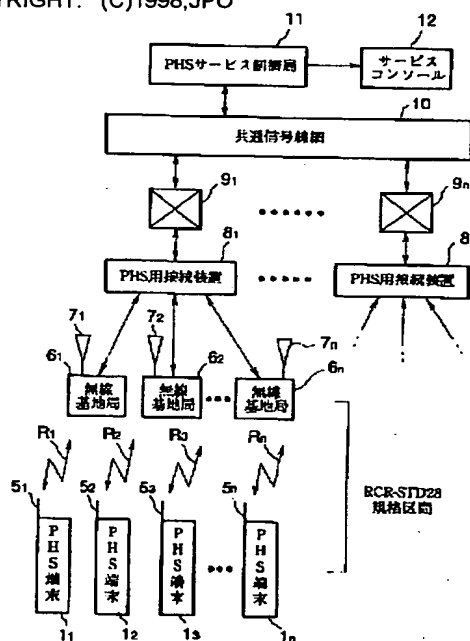 YRIGHT: (C)1998,JPO
11
12
PHSサービス制御局
サービス
コンソール
10
共通信号線網
9₁
9n
8₁
8
PHS用接続装置
PHS用接続装置
7₁
7₂
7n
6₁
6₂
6n
無線
基地局
無線
基地局
無線
基地局
R₁
R₂
R₃
Rn
RCR-STD28
規格区間
5₁
5₂
5₃
5n
PHS端末
PHS端末
PHS端末
PHS端末
1₁
1₂
1₃
1n